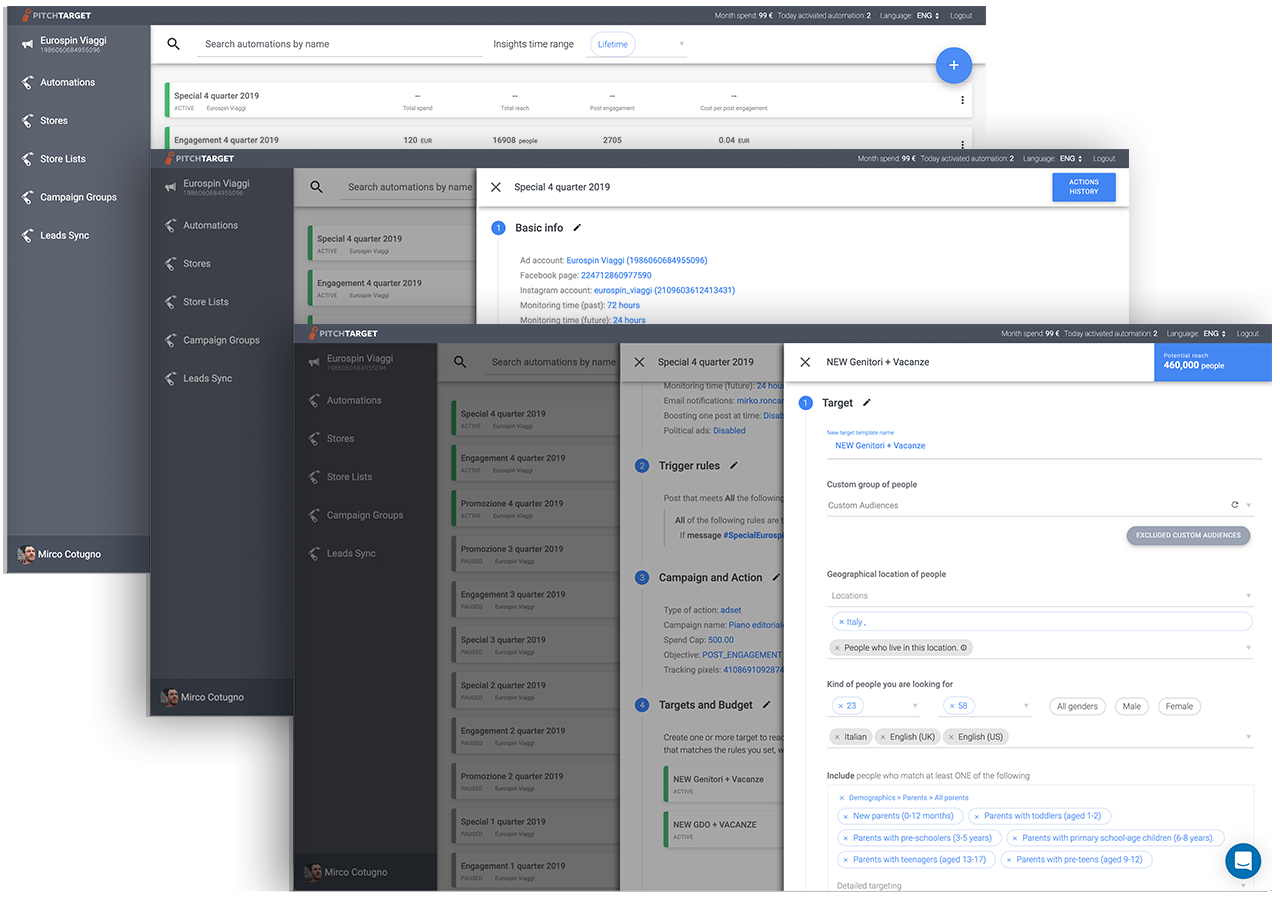 PITCHTARGET
Month spend: 99 € Today activated automation: 2 Language: ENG Logout
Eurospin Viaggi
1986060684955096
Automations
Stores
Store Lists
Campaign Groups
Leads Sync
Mirco Cotugno
Search automations by name
Insights time range
Lifetime
+
Special 4 quarter 2019
ACTIVE Eurospin Viaggi
-- Total spend
-- Total reach
-- Post engagement
-- Cost per post engagement
Engagement 4 quarter 2019
120 EUR
16908 people
2705
0.04 EUR
PITCHTARGET
Month spend: 99 € Today activated automation: 2 Language: ENG Logout
Eurospin Viaggi
1986060684955096
Automations
Stores
Store Lists
Campaign Groups
Leads Sync
Mirco Cotugno
Search automations by name
Special 4 quarter 2019
ACTIVE Eurospin Viaggi
Engagement 4 quarter 2019
ACTIVE Eurospin Viaggi
Special 4 quarter 2019
ACTIONS
HISTORY
1 Basic info
Ad account: Eurospin Viaggi (1986060684955096)
Facebook page: 224712860977590
Instagram account: eurospin_viaggi (2109603612413431)
Monitoring time (past): 72 hours
Monitoring time (future): 24 hours
PITCHTARGET
Month spend: 99 € Today activated automation: 2 Language: ENG Logout
Eurospin Viaggi
1986060684955096
Automations
Stores
Store Lists
Campaign Groups
Leads Sync
Mirco Cotugno
Search automations by name
Special 4 quarter 2019
ACTIVE Eurospin Viaggi
Engagement 4 quarter 2019
ACTIVE Eurospin Viaggi
Promozione 4 quarter 2019
ACTIVE Eurospin Viaggi
Promozione 3 quarter 2019
PAUSED Eurospin Viaggi
Engagement 3 quarter 2019
PAUSED Eurospin Viaggi
Special 3 quarter 2019
PAUSED Eurospin Viaggi
Special 2 quarter 2019
PAUSED Eurospin Viaggi
Engagement 2 quarter 2019
PAUSED Eurospin Viaggi
Promozione 2 quarter 2019
PAUSED Eurospin Viaggi
Special 1 quarter 2019
PAUSED Eurospin Viaggi
Engagement 1 quarter 2019
PAUSED Eurospin Viaggi
Special 4 quarter 2019
Monitoring time (future): 24 hou
Email notifications: mirko.roncar
Boosting one post at time: Disab
Political ads: Disabled
2 Trigger rules
Post that meets All the following
All of the following rules are t
If message #SpecialEurosp
3 Campaign and Action
Type of action: adset
Campaign name: Piano editoriale
Spend Cap: 500.00
Objective: POST_ENGAGEMENT
Tracking pixels: 4108691092874
4 Targets and Budget
Create one or more target to reac
that matches the rules you set, w
NEW Genitori + Vacanze
ACTIVE
NEW GDO + VACANZE
ACTIVE
NEW Genitori + Vacanze
Potential reach
460,000 people
1 Target
New target template name
NEW Genitori + Vacanze
Custom group of people
Custom Audiences
EXCLUDED CUSTOM AUDIENCES
Geographical location of people
Locations
× Italy ,
× People who live in this location.
Kind of people you are looking for
× 23 × 58 All genders Male Female
× Italian × English (UK) × English (US)
Include people who match at least ONE of the following
× Demographics > Parents > All parents
× New parents (0-12 months) × Parents with toddlers (aged 1-2)
× Parents with pre-schoolers (3-5 years) × Parents with primary school-age children (6-8 years).
× Parents with teenagers (aged 13-17) × Parents with pre-teens (aged 9-12)
Detailed targeting